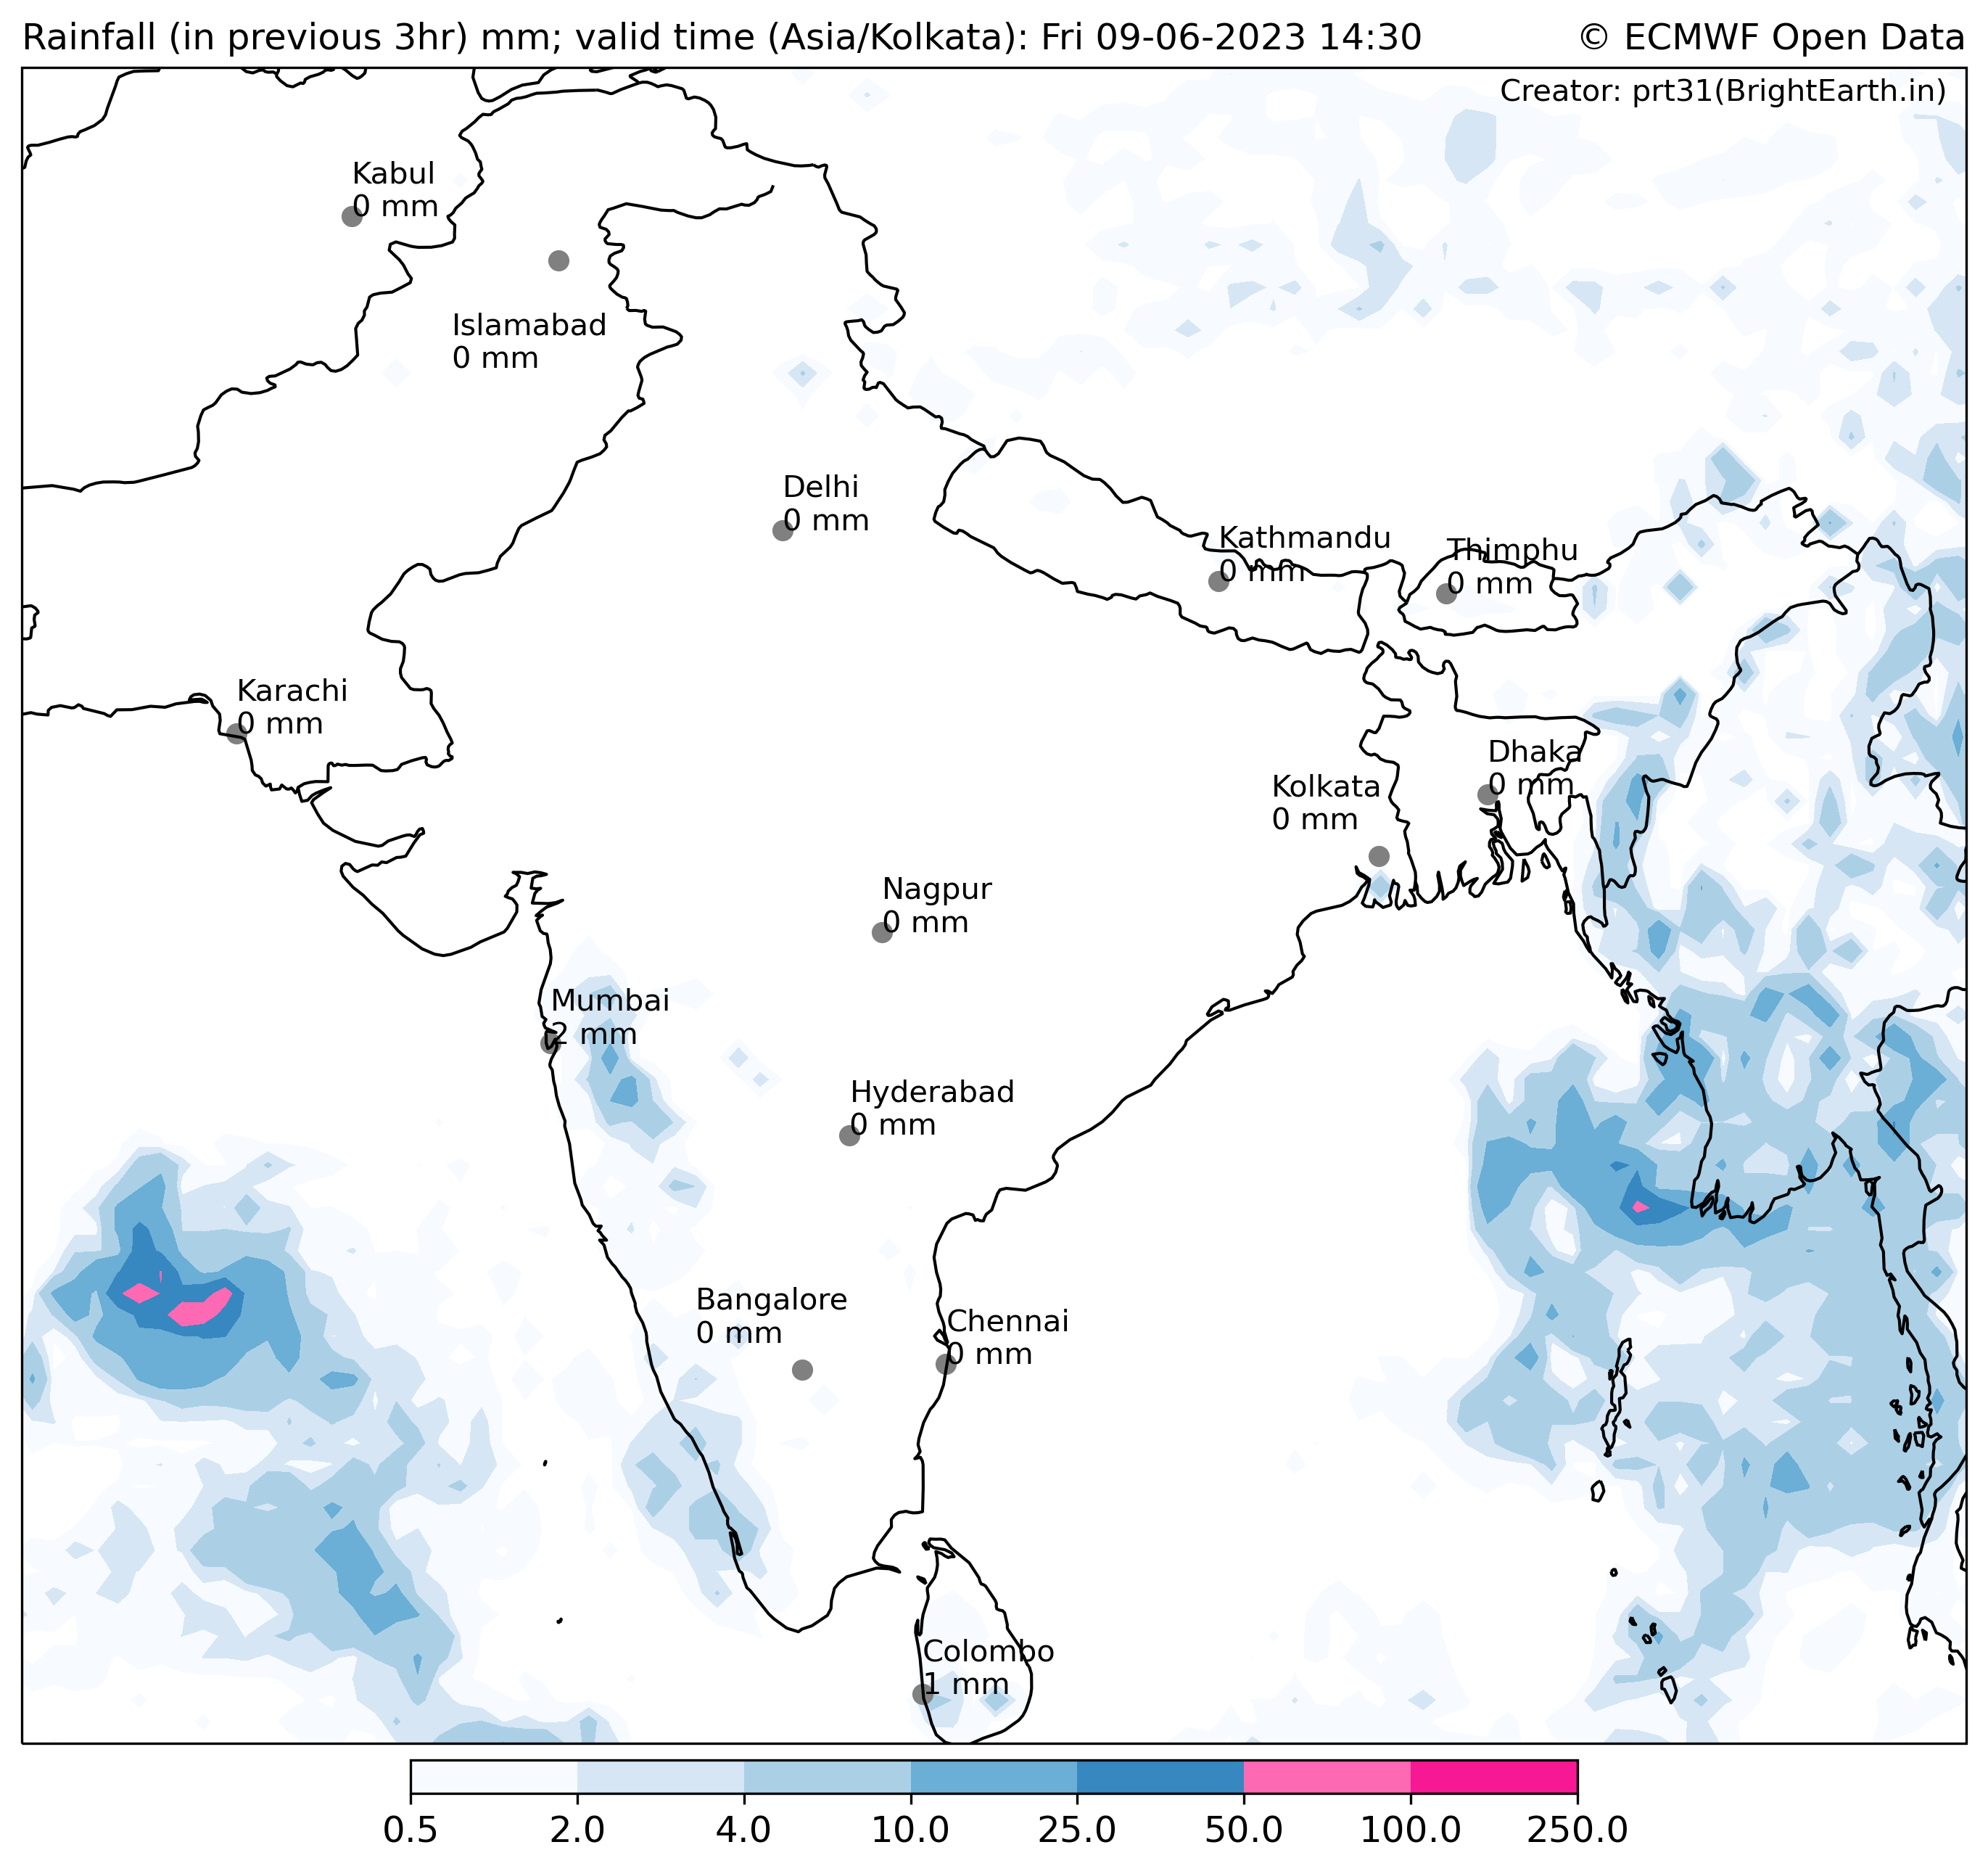 Rainfall (in previous 3hr) mm; valid time (Asia/Kolkata): Fri 09-06-2023 14:30
© ECMWF Open Data
Creator: prt31(BrightEarth.in)
Kabul
0 mm
Islamabad
0 mm
Delhi
0 mm
Kathmandu
0 mm
Thimphu
0 mm
Karachi
0 mm
Dhaka
0 mm
Kolkata
0 mm
Nagpur
0 mm
Mumbai
2 mm
Hyderabad
0 mm
Bangalore
0 mm
Chennai
0 mm
Colombo
1 mm
0.5 2.0 4.0 10.0 25.0 50.0 100.0 250.0